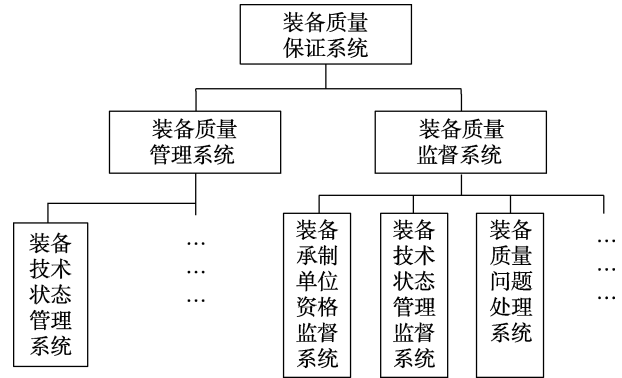 装备质量
保证系统
装备质量
管理系统
装备质量
监督系统
装备
技术
状态
管理
系统
…
…
…
装备
承制
单位
资格
监督
系统
装备
技术
状态
管理
监督
系统
装备
质量
问题
处理
系统
…
…
…